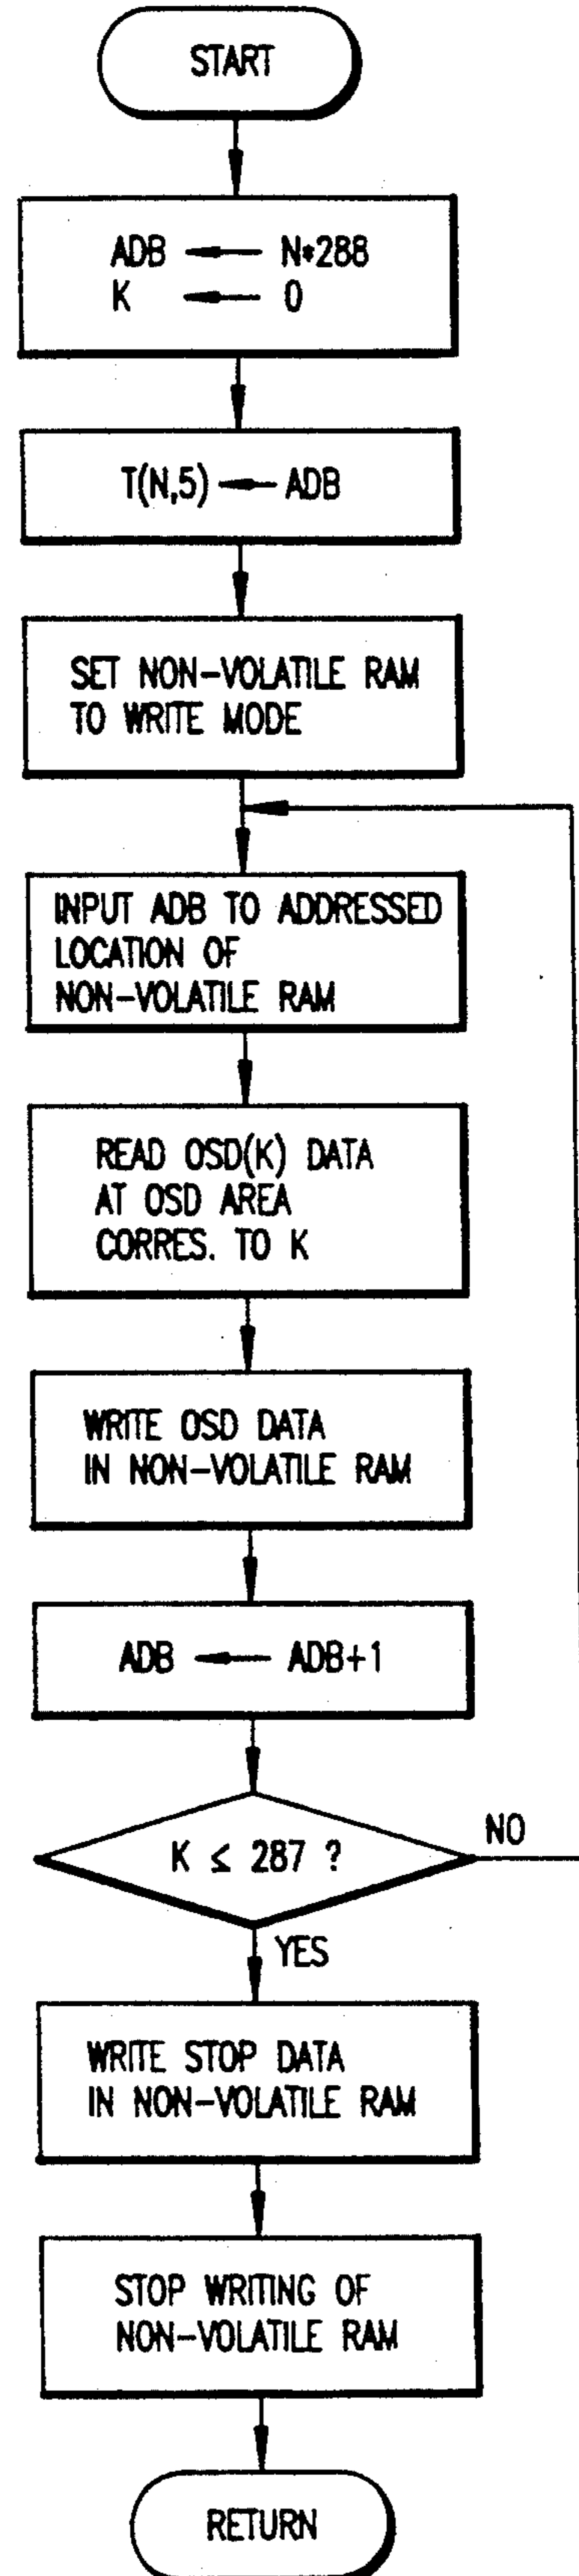 START
ADB ← N*288
K ← 0
T(N,5) ← ADB
SET NON-VOLATILE RAM
TO WRITE MODE
INPUT ADB TO ADDRESSED
LOCATION OF
NON-VOLATILE RAM
READ OSD(K) DATA
AT OSD AREA
CORRES. TO K
WRITE OSD DATA
IN NON-VOLATILE RAM
ADB ← ADB+1
K ≤ 287 ?
NO
YES
WRITE STOP DATA
IN NON-VOLATILE RAM
STOP WRITING OF
NON-VOLATILE RAM
RETURN